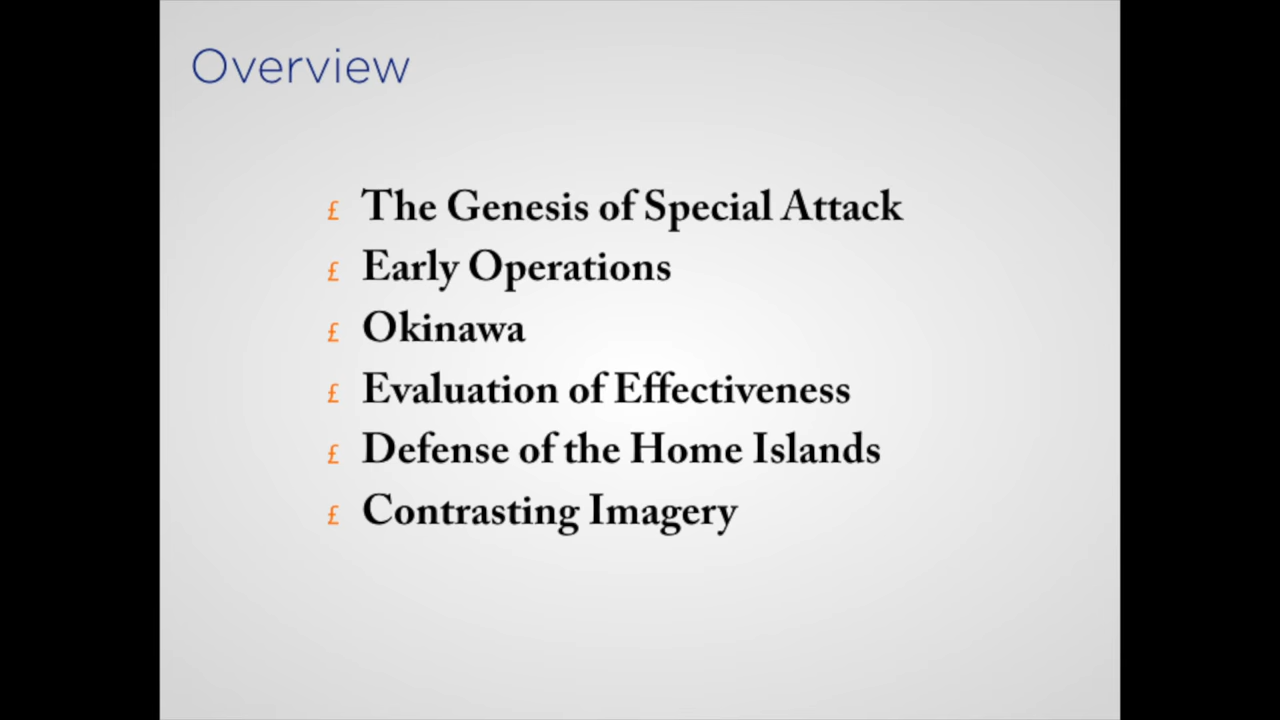 Overview
£ The Genesis of Special Attack
£ Early Operations
£ Okinawa
£ Evaluation of Effectiveness
£ Defense of the Home Islands
£ Contrasting Imagery